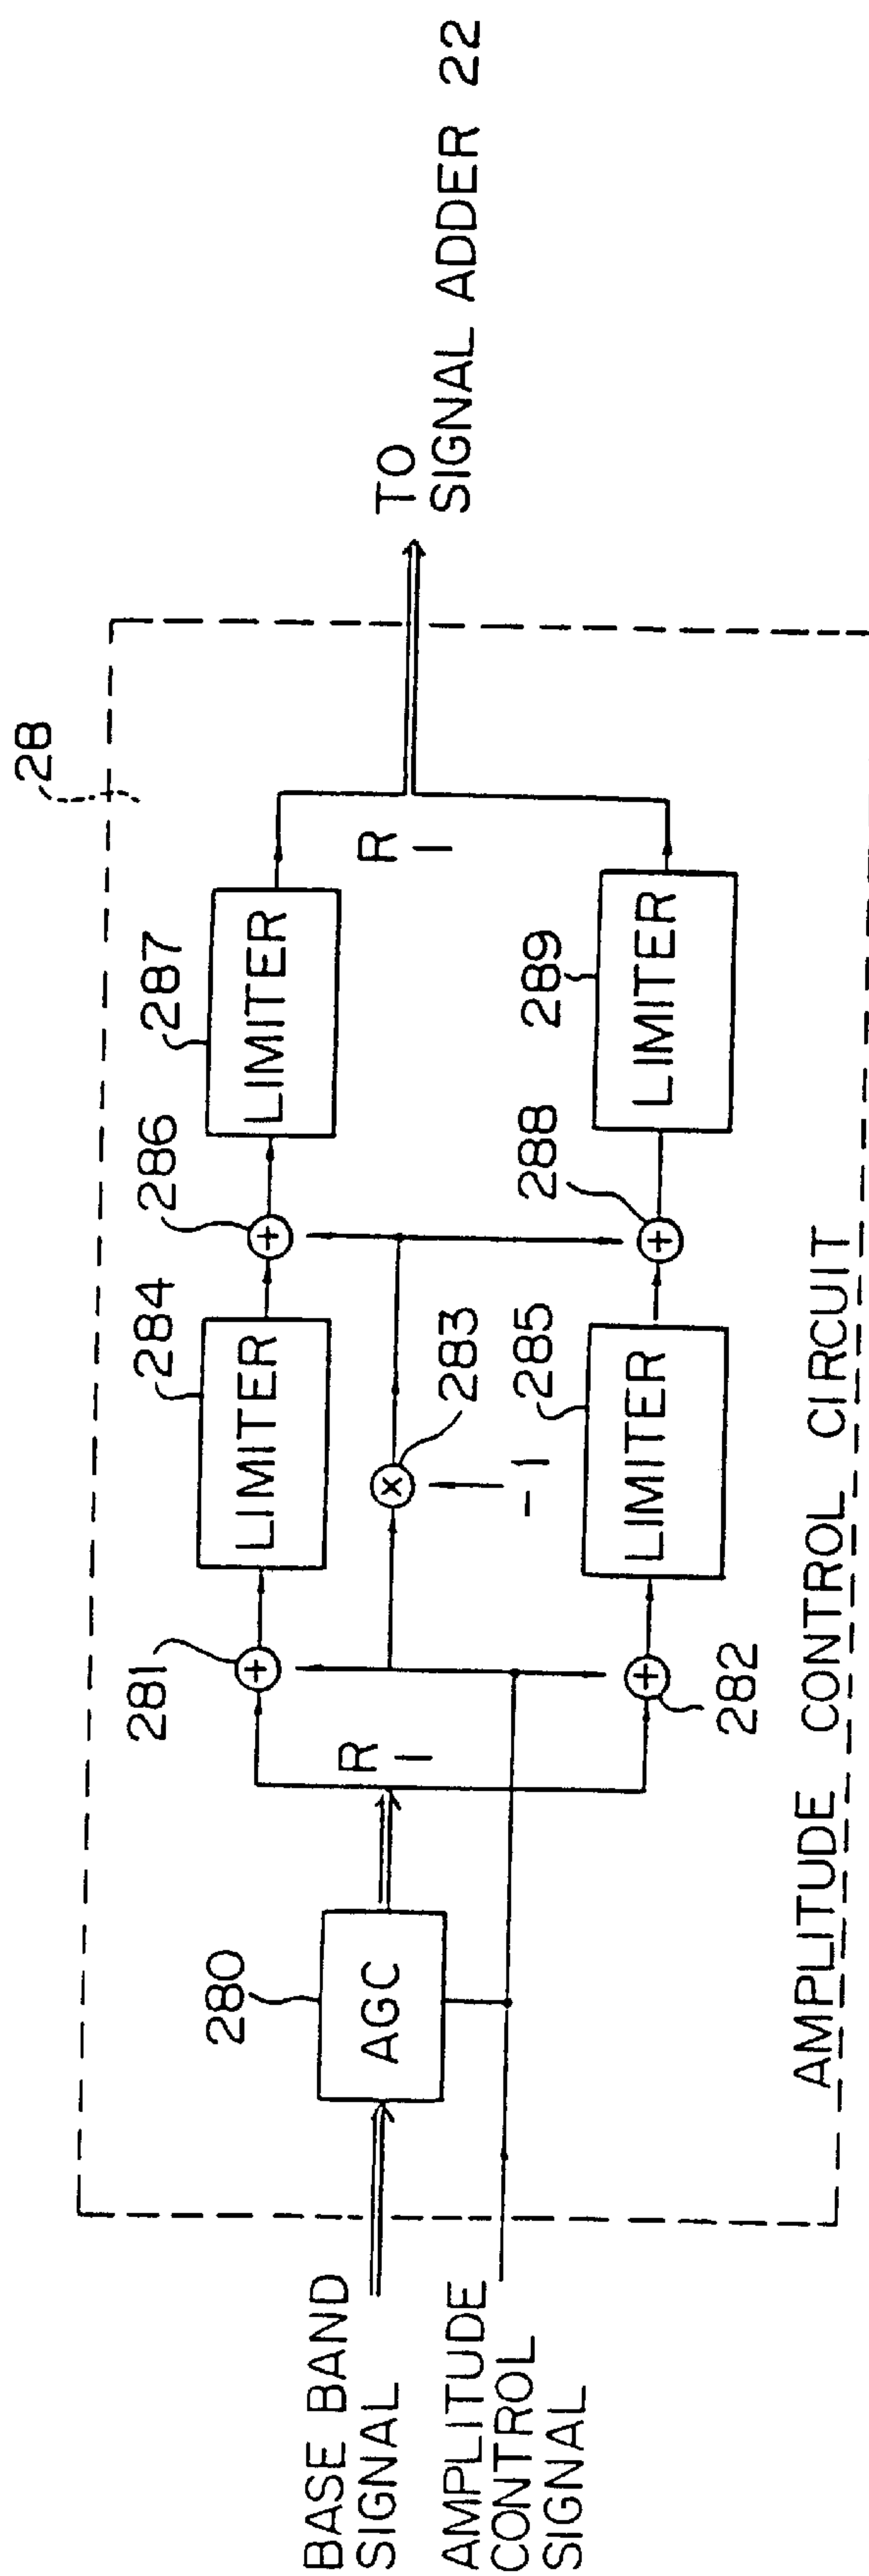 BASE BAND
SIGNAL
AMPLITUDE
CONTROL
SIGNAL
280
AGC
R
I
281
+
282
+
284
LIMITER
283
×
-1
285
LIMITER
286
+
288
+
287
LIMITER
289
LIMITER
R
I
28
TO
SIGNAL ADDER 22
AMPLITUDE CONTROL CIRCUIT